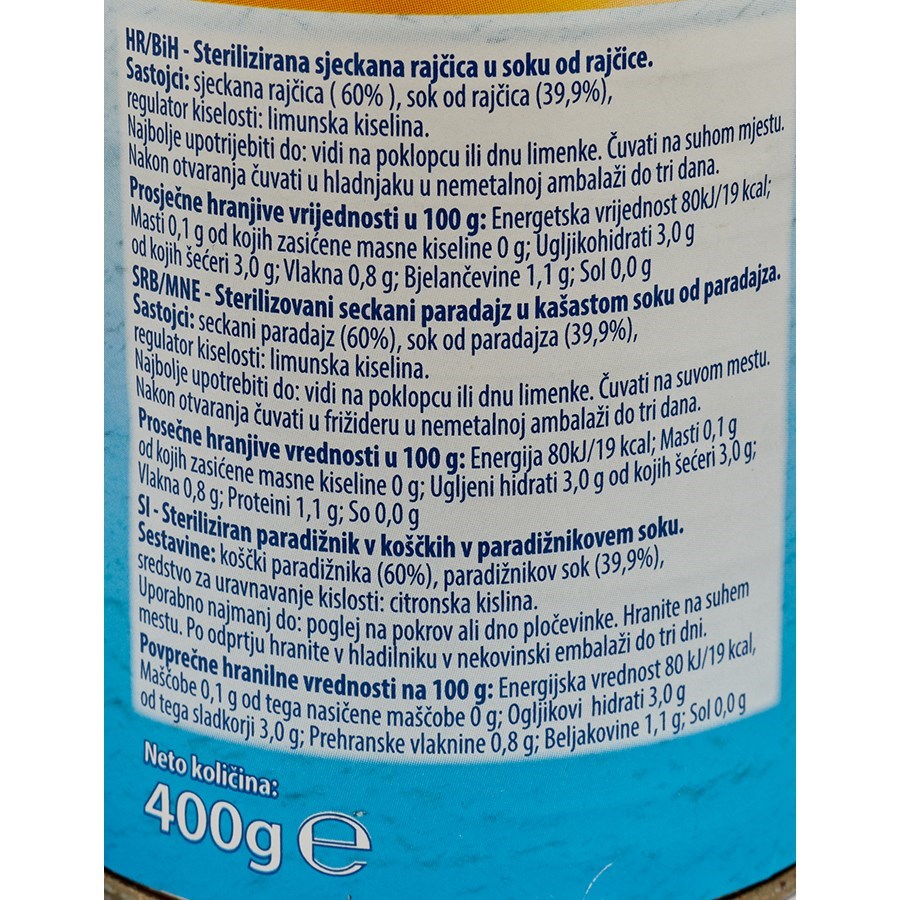 HR/BiH - Sterilizirana sjeckana rajčica u soku od rajčice.
Sastojci: sjeckana rajčica ( 60% ), sok od rajčica (39,9%),
regulator kiselosti: limunska kiselina.
Najbolje upotrijebiti do: vidi na poklopcu ili dnu limenke. Čuvati na suhom mjestu.
Nakon otvaranja čuvati u hladnjaku u nemetalnoj ambalaži do tri dana.
Prosječne hranjive vrijednosti u 100 g: Energetska vrijednost 80kJ/19 kcal;
Masti 0,1 g od kojih zasićene masne kiseline 0 g; Ugljikohidrati 3,0 g
od kojih šećeri 3,0 g; Vlakna 0,8 g; Bjelančevine 1,1 g; Sol 0,0 g
SRB/MNE - Sterilizovani seckani paradajz u kašastom soku od paradajza.
Sastojci: seckani paradajz (60%), sok od paradajza (39,9%),
regulator kiselosti: limunska kiselina.
Najbolje upotrebiti do: vidi na poklopcu ili dnu limenke. Čuvati na suvom mestu.
Nakon otvaranja čuvati u frižideru u nemetalnoj ambalaži do tri dana.
Prosečne hranjive vrednosti u 100 g: Energija 80kJ/19 kcal; Masti 0,1 g
od kojih zasićene masne kiseline 0 g; Ugljeni hidrati 3,0 g od kojih šećeri 3,0 g;
Vlakna 0,8 g; Proteini 1,1 g; So 0,0 g
SI - Steriliziran paradižnik v koščkih v paradižnikovem soku.
Sestavine: koščki paradižnika (60%), paradižnikov sok (39,9%),
sredstvo za uravnavanje kislosti: citronska kislina.
Uporabno najmanj do: poglej na pokrov ali dno pločevinke. Hranite na suhem
mestu. Po odprtju hranite v hladilniku v nekovinski embalaži do tri dni.
Povprečne hranilne vrednosti na 100 g: Energijska vrednost 80 kJ/19 kcal,
Maščobe 0,1 g od tega nasičene maščobe 0 g; Ogljikovi hidrati 3,0 g
od tega sladkorji 3,0 g; Prehranske vlaknine 0,8 g; Beljakovine 1,1 g; Sol 0,0 g
Neto količina:
400g ℮